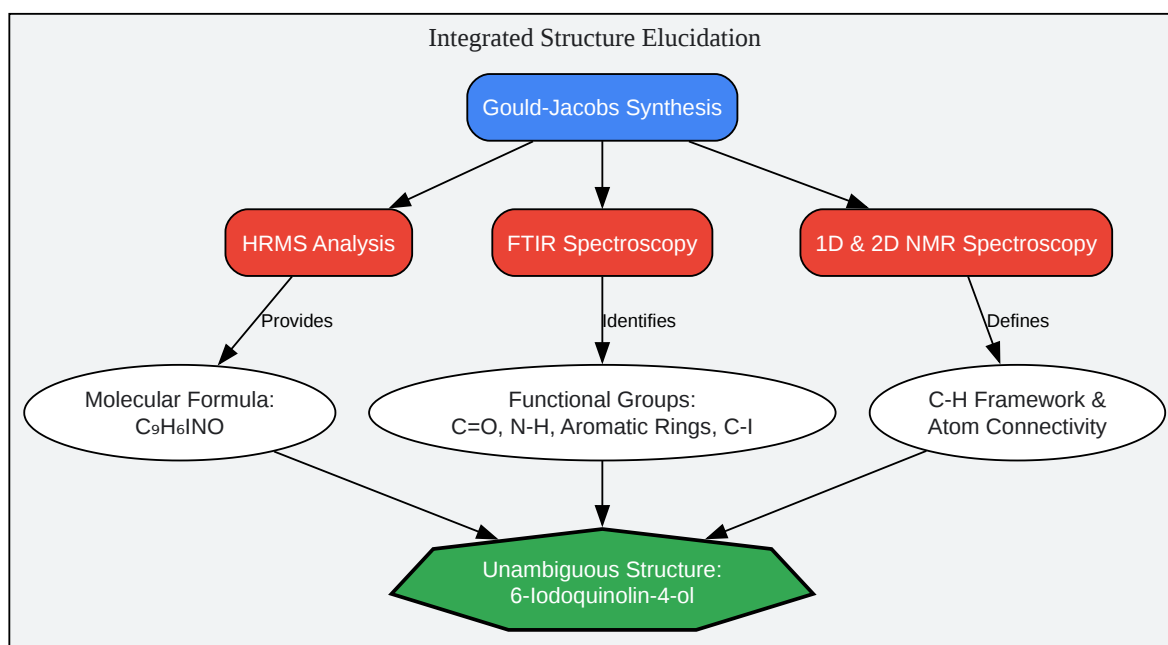 Integrated Structure Elucidation
Gould-Jacobs Synthesis
HRMS Analysis
FTIR Spectroscopy
1D & 2D NMR Spectroscopy
Provides
Identifies
Defines
Molecular Formula:
C₉H₆INO
Functional Groups:
C=O, N-H, Aromatic Rings, C-I
C-H Framework &
Atom Connectivity
Unambiguous Structure:
6-Iodoquinolin-4-ol